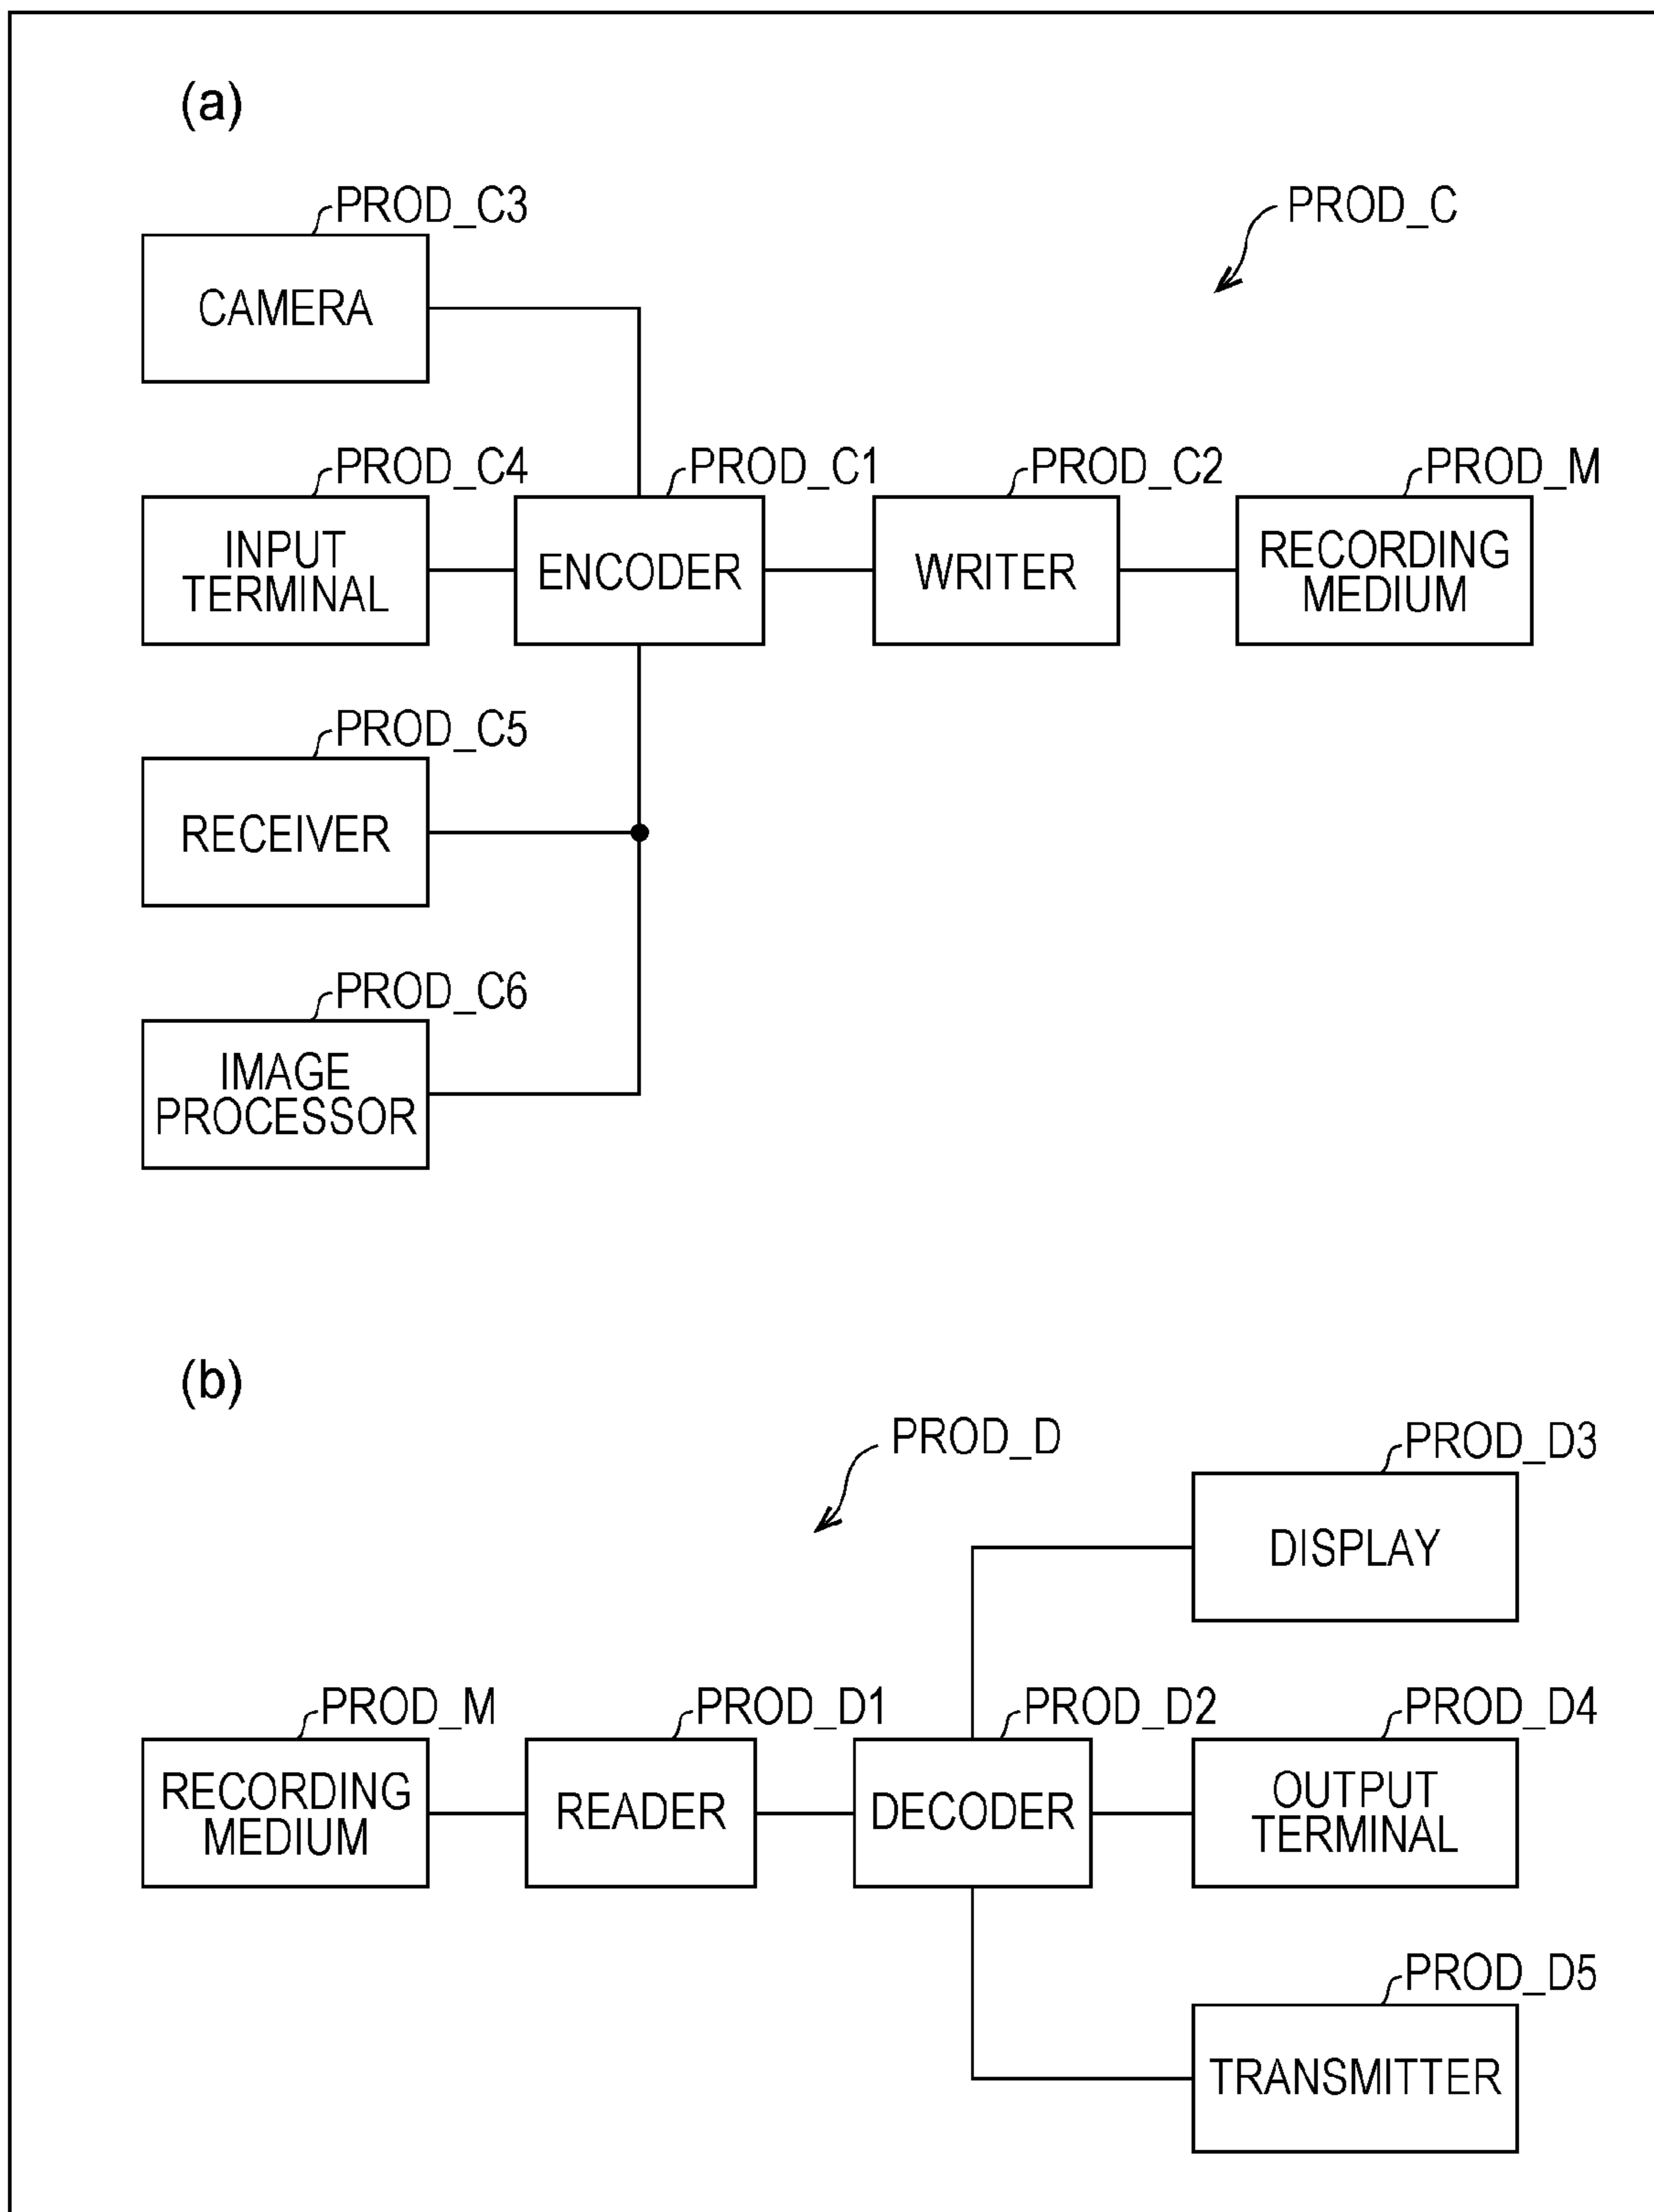 (a)
PROD_C3
PROD_C
CAMERA
PROD_C4
PROD_C1
PROD_C2
PROD_M
INPUT
TERMINAL
ENCODER
WRITER
RECORDING
MEDIUM
PROD_C5
RECEIVER
PROD_C6
IMAGE
PROCESSOR
(b)
PROD_D
PROD_D3
DISPLAY
PROD_M
PROD_D1
PROD_D2
PROD_D4
RECORDING
MEDIUM
READER
DECODER
OUTPUT
TERMINAL
PROD_D5
TRANSMITTER